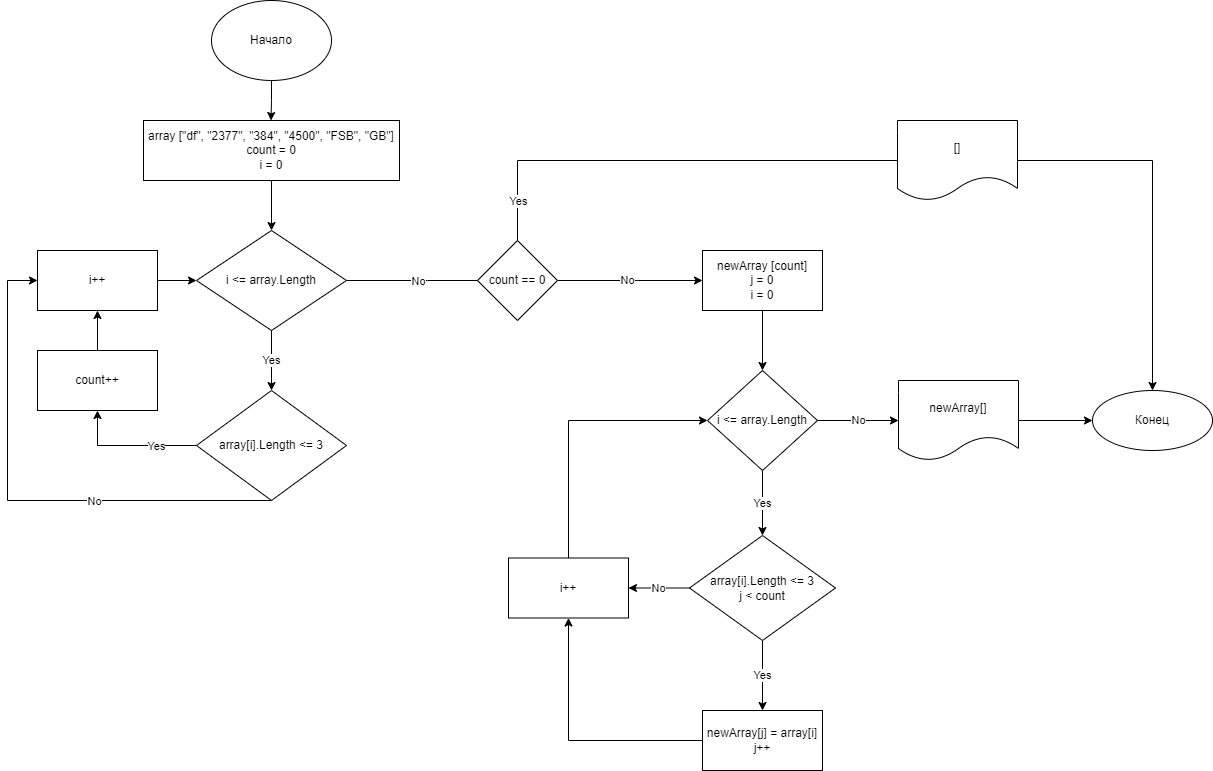 Начало
array ["df", "2377", "384", "4500", "FSB", "GB"]
count = 0
i = 0
[]
Yes
i++
i <= array.Length
No
count == 0
No
newArray [count]
j = 0
i = 0
Yes
count++
array[i].Length <= 3
Yes
No
i <= array.Length
No
newArray[]
Конец
Yes
i++
No
array[i].Length <= 3
j < count
Yes
newArray[j] = array[i]
j++